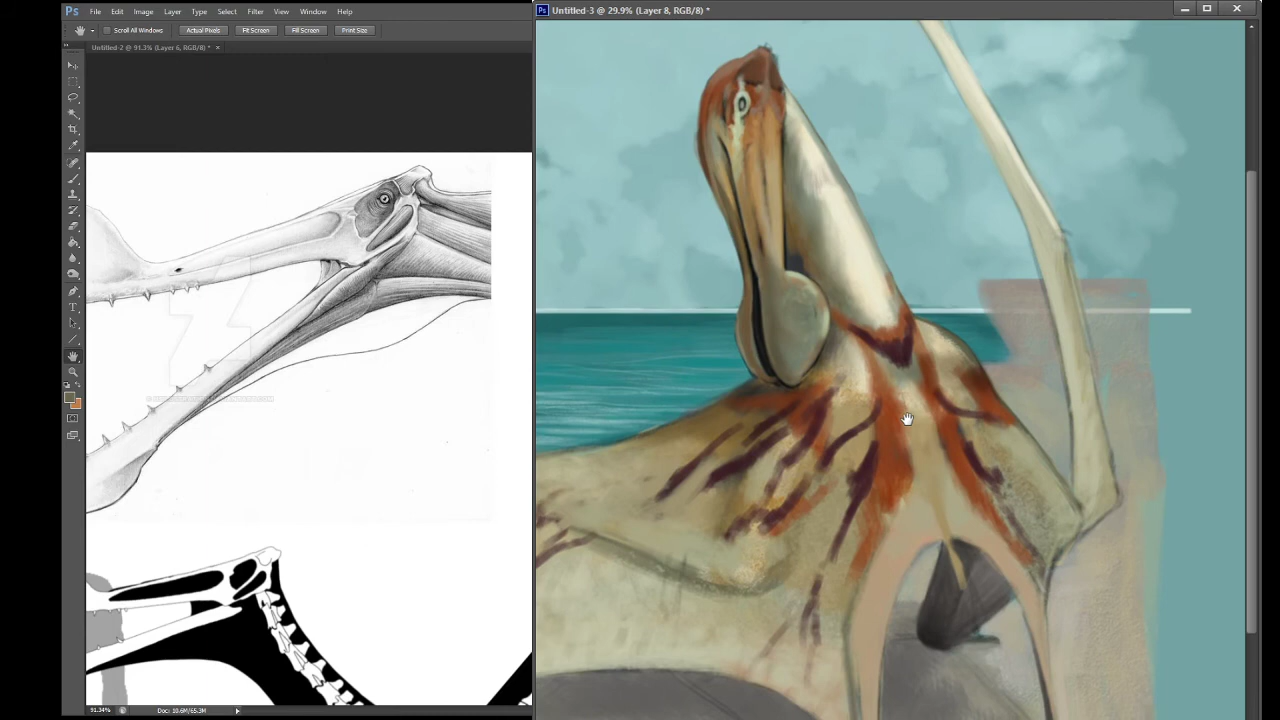 Ps File Edit Image Layer Type Select Filter View Window Help
Scroll All Windows Actual Pixels Fit Screen Fill Screen Print Size
Untitled-2 @ 91.3% (Layer 6, RGB/8) * ×
91.34% Doc: 10.6M/65.3M
Ps Untitled-3 @ 29.9% (Layer 8, RGB/8) *